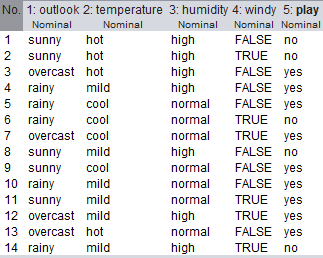 No. 1: outlook 2: temperature 3: humidity 4: windy 5: play
Nominal Nominal Nominal Nominal Nominal
1 sunny hot high FALSE no
2 sunny hot high TRUE no
3 overcast hot high FALSE yes
4 rainy mild high FALSE yes
5 rainy cool normal FALSE yes
6 rainy cool normal TRUE no
7 overcast cool normal TRUE yes
8 sunny mild high FALSE no
9 sunny cool normal FALSE yes
10 rainy mild normal FALSE yes
11 sunny mild normal TRUE yes
12 overcast mild high TRUE yes
13 overcast hot normal FALSE yes
14 rainy mild high TRUE no